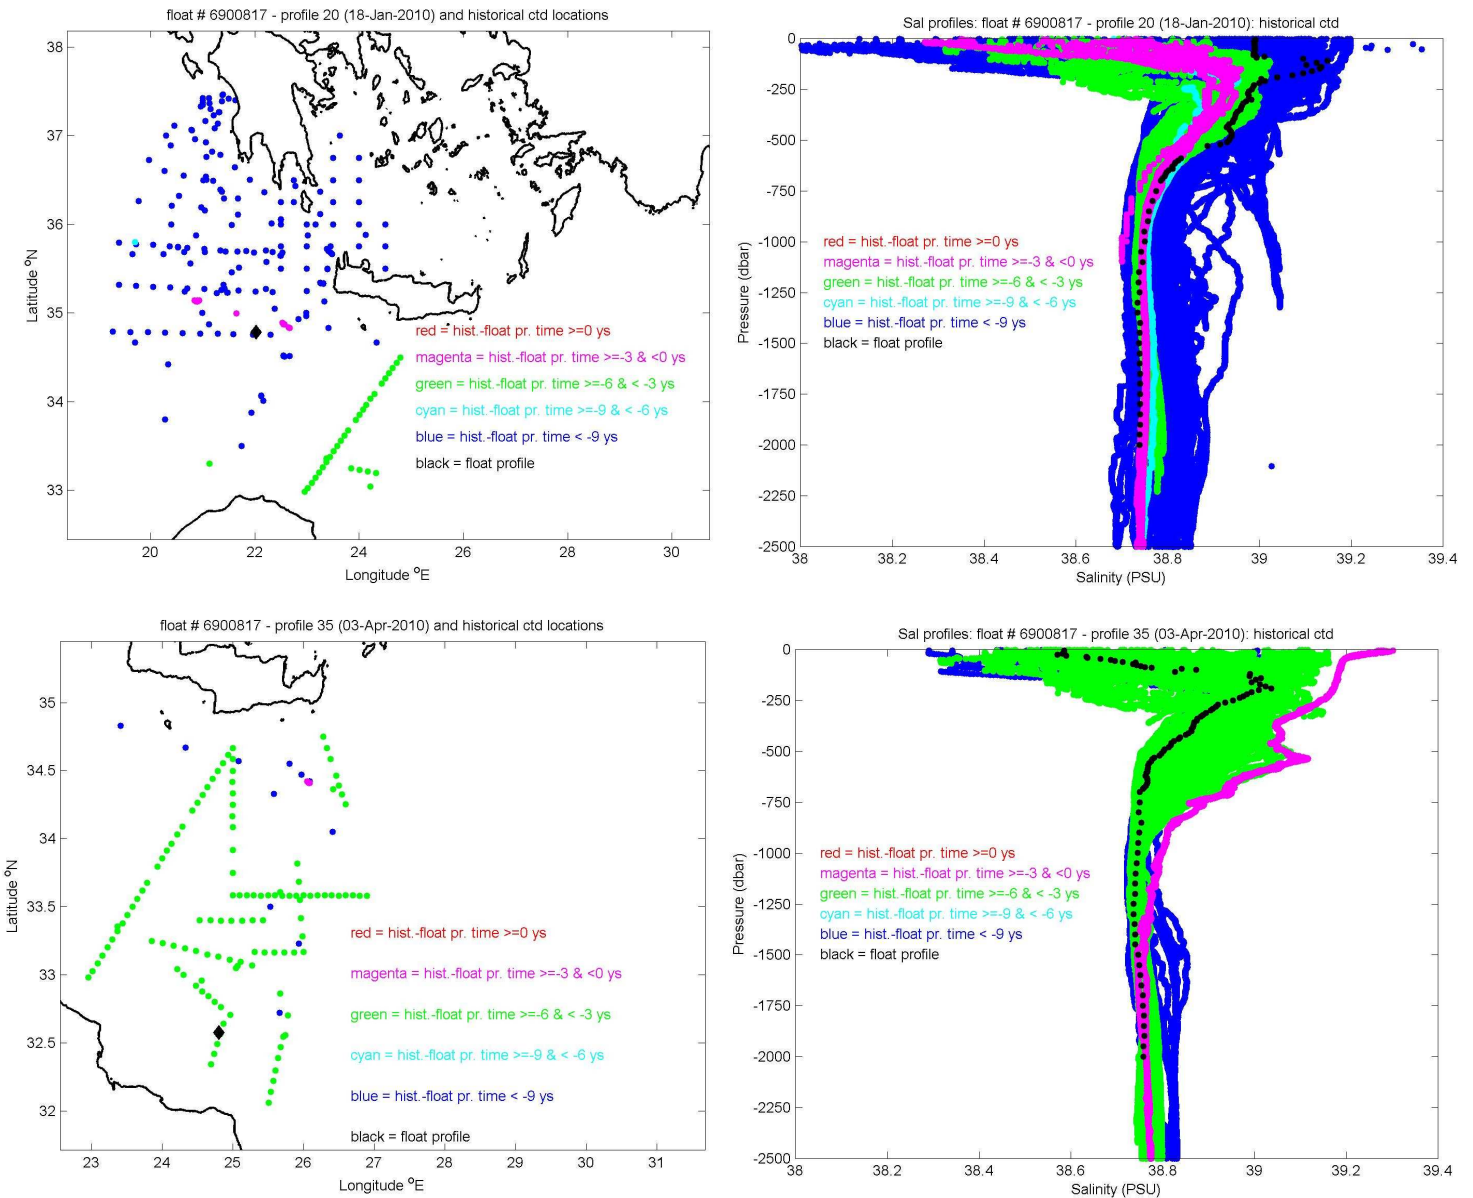 float # 6900817 - profile 20 (18-Jan-2010) and historical ctd locations
38
37
36
35
34
33
Latitude °N
20
22
24
26
28
30
Longitude °E
red = hist.-float pr. time >=0 ys
magenta = hist.-float pr. time >=-3 & <0 ys
green = hist.-float pr. time >=-6 & < -3 ys
cyan = hist.-float pr. time >=-9 & < -6 ys
blue = hist.-float pr. time < -9 ys
black = float profile
Sal profiles: float # 6900817 - profile 20 (18-Jan-2010): historical ctd
0
-250
-500
-750
-1000
-1250
-1500
-1750
-2000
-2250
-2500
Pressure (dbar)
38
38.2
38.4
38.6
38.8
39
39.2
39.4
Salinity (PSU)
red = hist.-float pr. time >=0 ys
magenta = hist.-float pr. time >=-3 & <0 ys
green = hist.-float pr. time >=-6 & < -3 ys
cyan = hist.-float pr. time >=-9 & < -6 ys
blue = hist.-float pr. time < -9 ys
black = float profile
float # 6900817 - profile 35 (03-Apr-2010) and historical ctd locations
35
34.5
34
33.5
33
32.5
32
Latitude °N
23
24
25
26
27
28
29
30
31
Longitude °E
red = hist.-float pr. time >=0 ys
magenta = hist.-float pr. time >=-3 & <0 ys
green = hist.-float pr. time >=-6 & < -3 ys
cyan = hist.-float pr. time >=-9 & < -6 ys
blue = hist.-float pr. time < -9 ys
black = float profile
Sal profiles: float # 6900817 - profile 35 (03-Apr-2010): historical ctd
0
-250
-500
-750
-1000
-1250
-1500
-1750
-2000
-2250
-2500
Pressure (dbar)
38
38.2
38.4
38.6
38.8
39
39.2
39.4
Salinity (PSU)
red = hist.-float pr. time >=0 ys
magenta = hist.-float pr. time >=-3 & <0 ys
green = hist.-float pr. time >=-6 & < -3 ys
cyan = hist.-float pr. time >=-9 & < -6 ys
blue = hist.-float pr. time < -9 ys
black = float profile